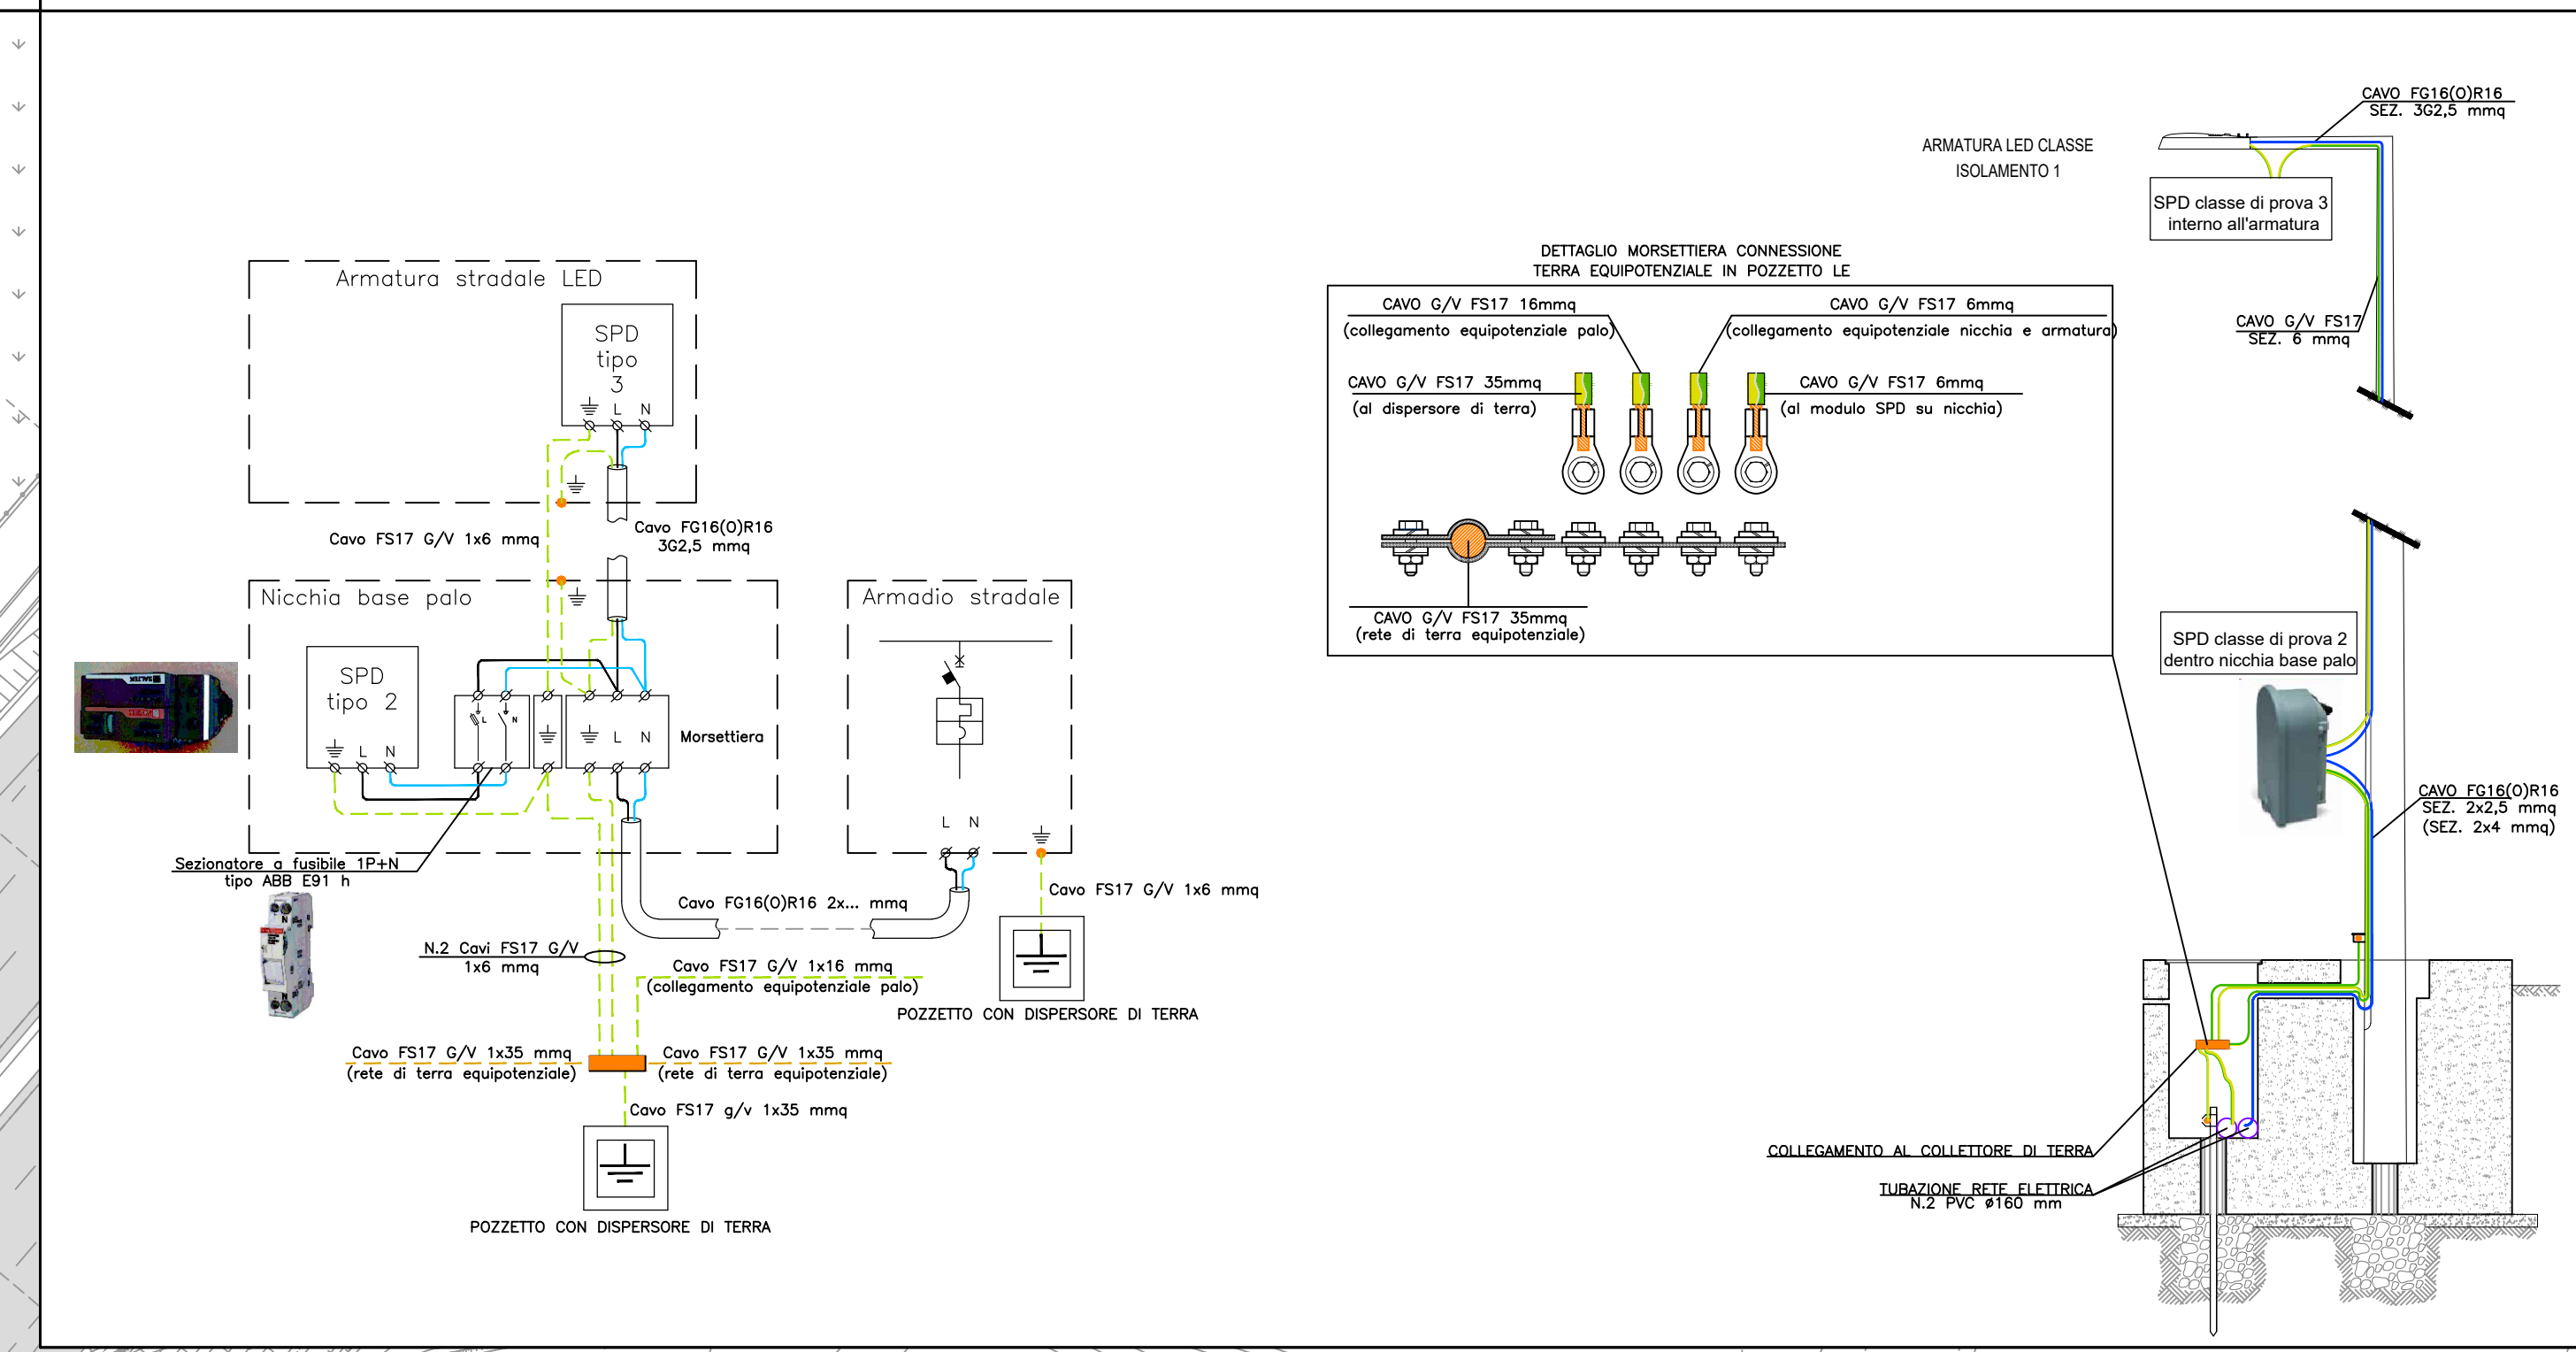 CAVO FG16(O)R16
SEZ. 3G2,5 mmq
ARMATURA LED CLASSE
ISOLAMENTO 1
SPD classe di prova 3
interno all'armatura
CAVO G/V FS17
SEZ. 6 mmq
DETTAGLIO MORSETTIERA CONNESSIONE
TERRA EQUIPOTENZIALE IN POZZETTO LE
CAVO G/V FS17 16mmq
(collegamento equipotenziale palo)
CAVO G/V FS17 6mmq
(collegamento equipotenziale nicchia e armatura)
CAVO G/V FS17 35mmq
(al dispersore di terra)
CAVO G/V FS17 6mmq
(al modulo SPD su nicchia)
CAVO G/V FS17 35mmq
(rete di terra equipotenziale)
Armatura stradale LED
SPD
tipo
3
L N
Cavo FS17 G/V 1x6 mmq
Cavo FG16(O)R16
3G2,5 mmq
Nicchia base palo
SPD
tipo 2
L N
L N
L N
Morsettiera
SALTEK
Armadio stradale
L N
Sezionatore a fusibile 1P+N
tipo ABB E91 h
N
N
Cavo FS17 G/V 1x6 mmq
Cavo FG16(O)R16 2x... mmq
N.2 Cavi FS17 G/V
1x6 mmq
Cavo FS17 G/V 1x16 mmq
(collegamento equipotenziale palo)
POZZETTO CON DISPERSORE DI TERRA
Cavo FS17 G/V 1x35 mmq
(rete di terra equipotenziale)
Cavo FS17 G/V 1x35 mmq
(rete di terra equipotenziale)
Cavo FS17 g/v 1x35 mmq
POZZETTO CON DISPERSORE DI TERRA
SPD classe di prova 2
dentro nicchia base palo
CAVO FG16(O)R16
SEZ. 2x2,5 mmq
(SEZ. 2x4 mmq)
COLLEGAMENTO AL COLLETTORE DI TERRA
TUBAZIONE RETE ELETTRICA
N.2 PVC ø160 mm